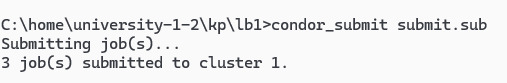 C:\home\university-1-2\kp\lb1>condor_submit submit.sub
Submitting job(s)...
3 job(s) submitted to cluster 1.